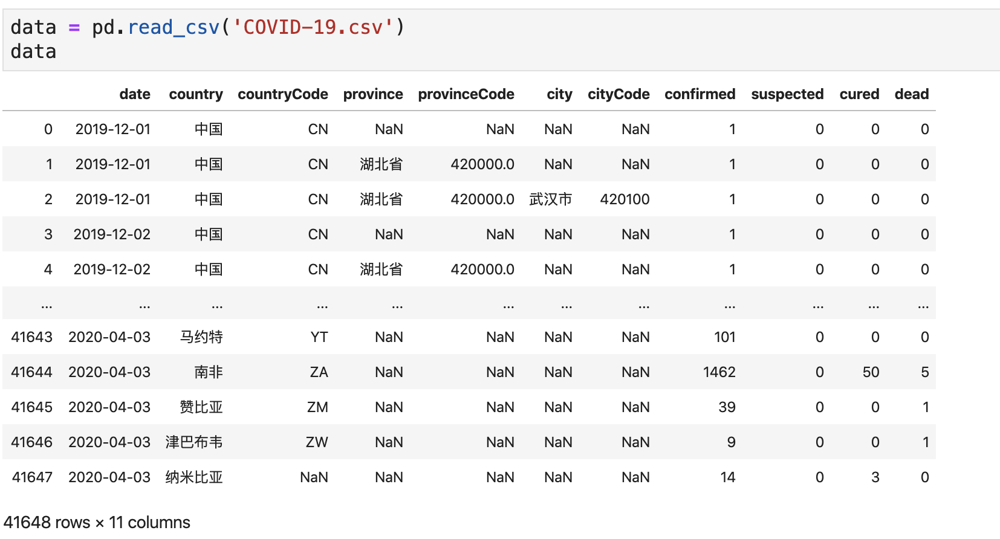 data = pd.read_csv('COVID-19.csv')
data
date country countryCode province provinceCode city cityCode confirmed suspected cured dead
0 2019-12-01 中国 CN NaN NaN NaN NaN 1 0 0 0
1 2019-12-01 中国 CN 湖北省 420000.0 NaN NaN 1 0 0 0
2 2019-12-01 中国 CN 湖北省 420000.0 武汉市 420100 1 0 0 0
3 2019-12-02 中国 CN NaN NaN NaN NaN 1 0 0 0
4 2019-12-02 中国 CN 湖北省 420000.0 NaN NaN 1 0 0 0
... ... ... ... ... ... ... ... ... ... ... ...
41643 2020-04-03 马约特 YT NaN NaN NaN NaN 101 0 0 0
41644 2020-04-03 南非 ZA NaN NaN NaN NaN 1462 0 50 5
41645 2020-04-03 赞比亚 ZM NaN NaN NaN NaN 39 0 0 1
41646 2020-04-03 津巴布韦 ZW NaN NaN NaN NaN 9 0 0 1
41647 2020-04-03 纳米比亚 NaN NaN NaN NaN NaN 14 0 3 0
41648 rows × 11 columns